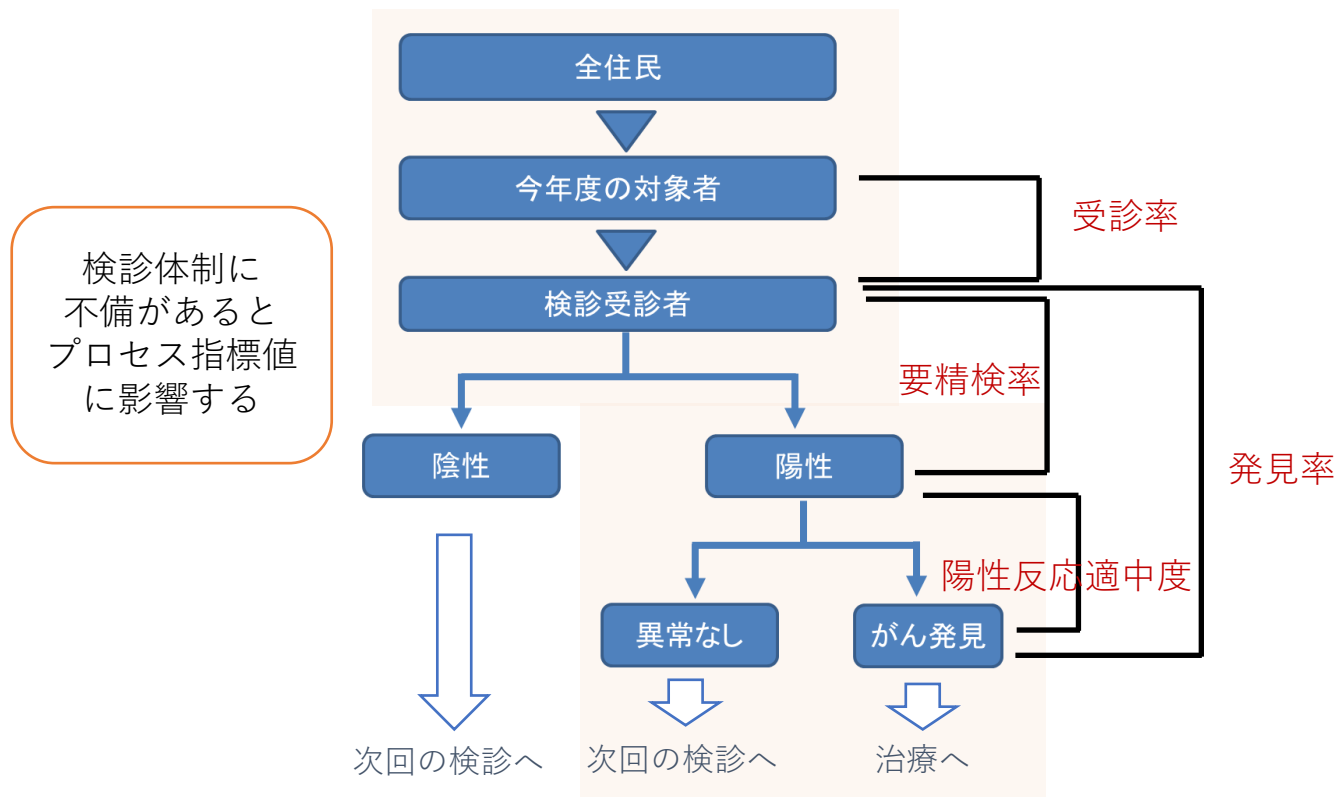 全住民
今年度の対象者
受診率
検診体制に
不備があると
プロセス指標値
に影響する
検診受診者
要精検率
陰性
陽性
発見率
陽性反応適中度
異常なし
がん発見
次回の検診へ
次回の検診へ
治療へ